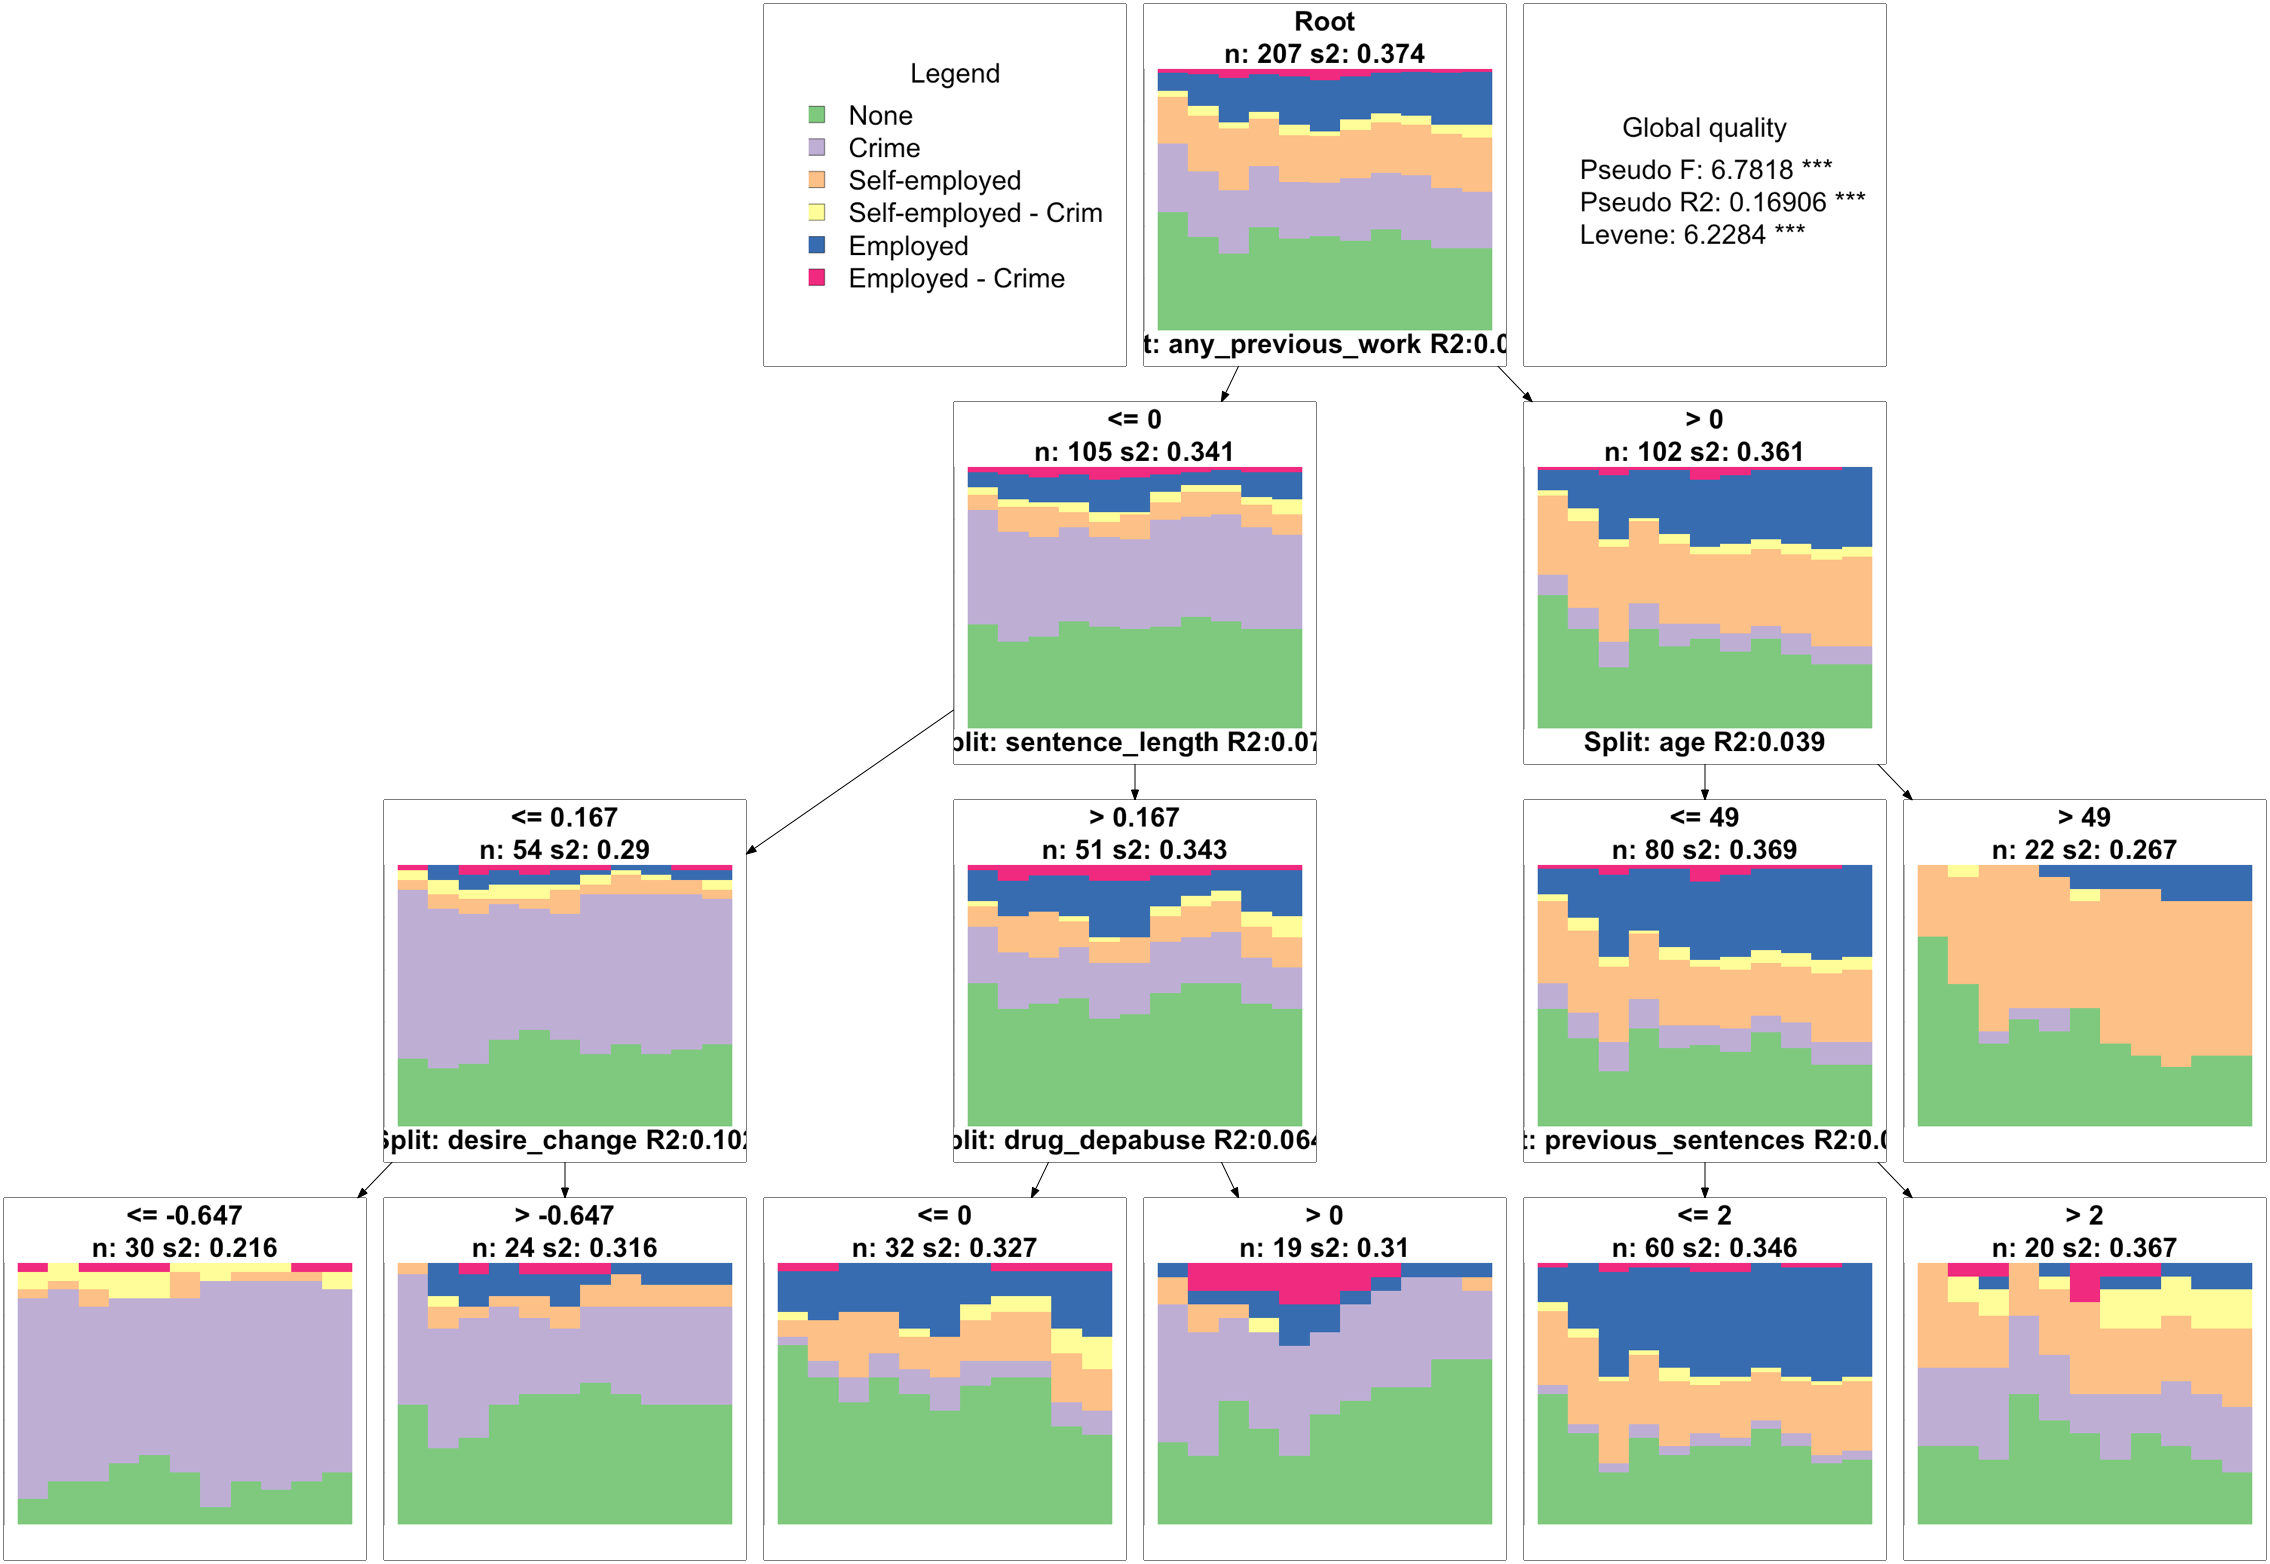 Legend
None
Crime
Self-employed
Self-employed - Crim
Employed
Employed - Crime
Root
n: 207 s2: 0.374
t: any_previous_work R2:0.0
Global quality
Pseudo F: 6.7818 ***
Pseudo R2: 0.16906 ***
Levene: 6.2284 ***
<= 0
n: 105 s2: 0.341
plit: sentence_length R2:0.07
> 0
n: 102 s2: 0.361
Split: age R2:0.039
<= 0.167
n: 54 s2: 0.29
Split: desire_change R2:0.102
> 0.167
n: 51 s2: 0.343
plit: drug_depabuse R2:0.064
<= 49
n: 80 s2: 0.369
t: previous_sentences R2:0.0
> 49
n: 22 s2: 0.267
<= -0.647
n: 30 s2: 0.216
> -0.647
n: 24 s2: 0.316
<= 0
n: 32 s2: 0.327
> 0
n: 19 s2: 0.31
<= 2
n: 60 s2: 0.346
> 2
n: 20 s2: 0.367